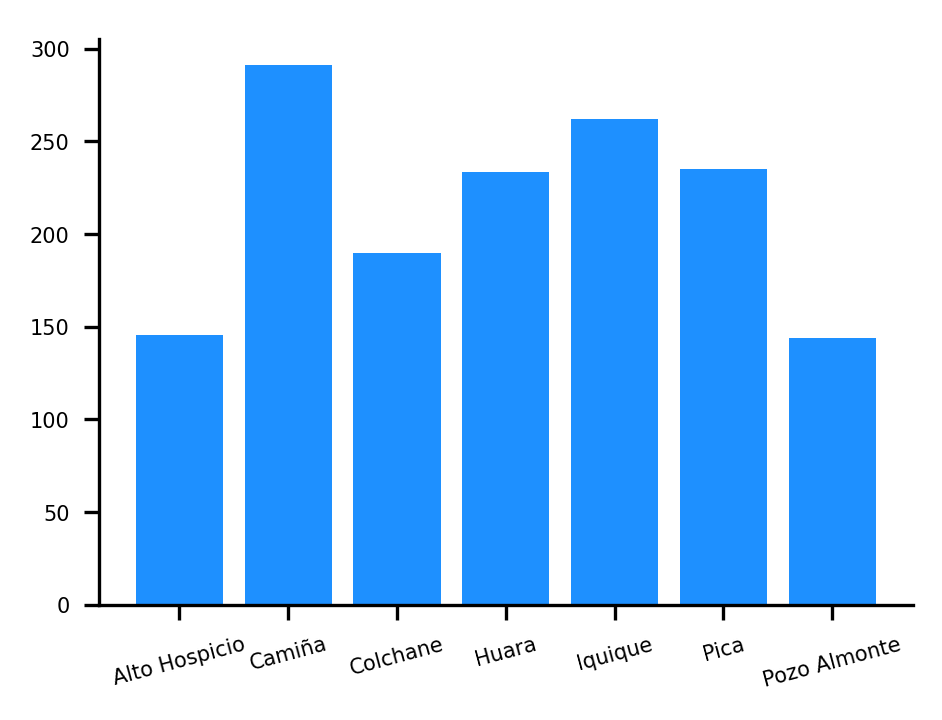 300
250
200
150
100
50
0
Alto Hospicio
Camiña
Colchane
Huara
Iquique
Pica
Pozo Almonte